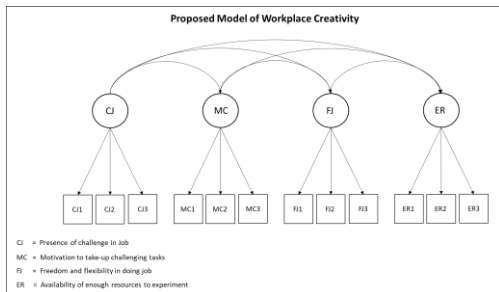 Proposed Model of Workplace Creativity
CJ MC FJ ER
CJ1 CJ2 CJ3 MC1 MC2 MC3 FJ1 FJ2 FJ3 ER1 ER2 ER3
CJ = Presence of challenge in Job
MC = Motivation to take-up challenging tasks
FJ = Freedom and flexibility in doing job
ER = Availability of enough resources to experiment